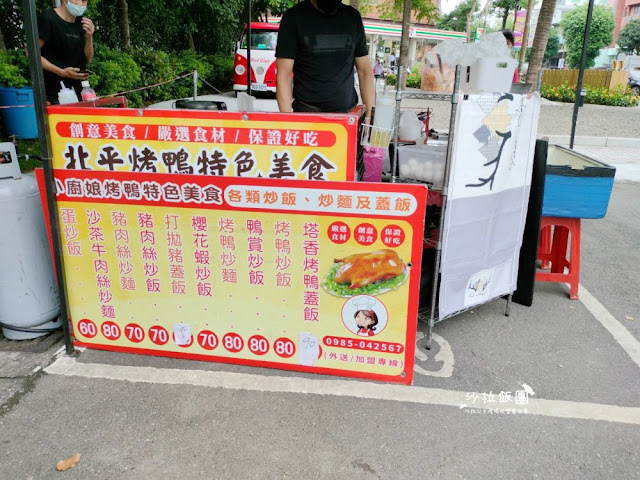 創意美食 / 嚴選食材 / 保證好吃
北平烤鴨特色美食
小廚娘烤鴨特色美食 各類炒飯、炒麵及蓋飯
嚴選食材
創意美食
保證好吃
塔香烤鴨蓋飯
烤鴨炒飯 80
鴨賞炒飯 80
烤鴨炒麵 80
櫻花蝦炒飯 70
打拋豬蓋飯
豬肉絲炒飯 70
豬肉絲炒麵 70
沙茶牛肉絲炒麵 80
蛋炒飯 60
90
0985-042567
(外送/加盟專線)
沙拉飯團